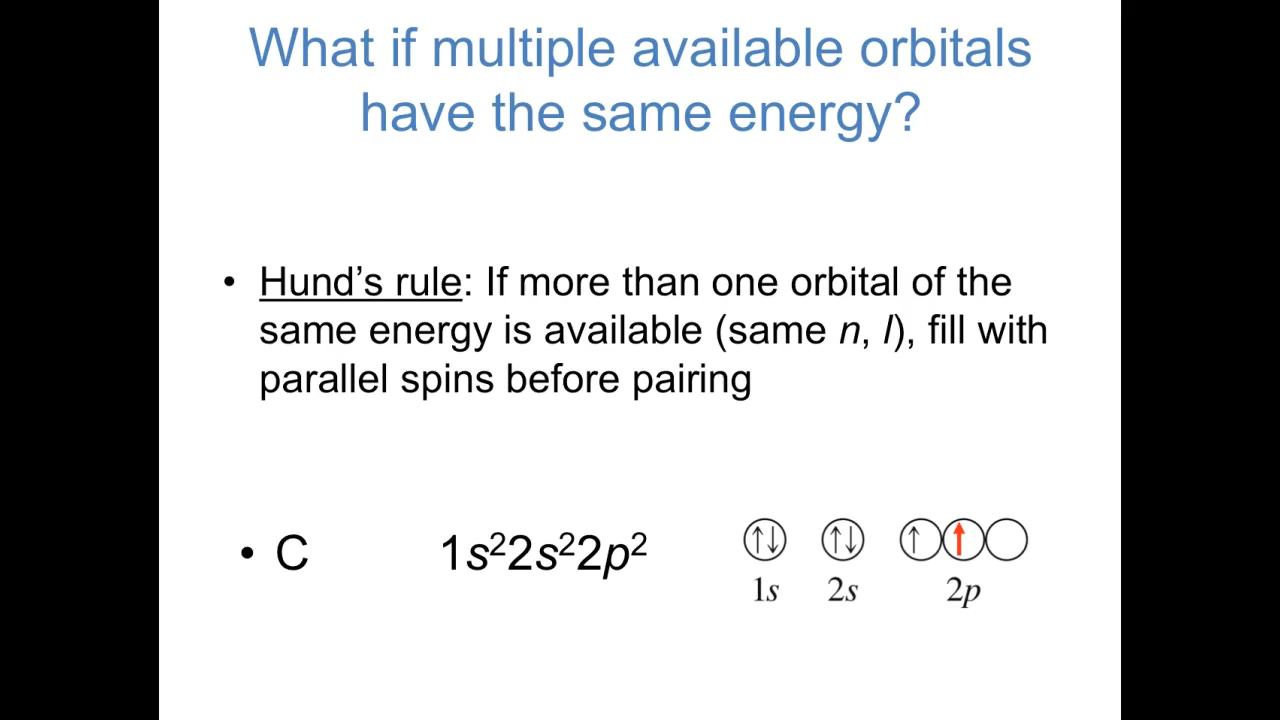 What if multiple available orbitals
have the same energy?
• Hund’s rule: If more than one orbital of the
same energy is available (same n, l), fill with
parallel spins before pairing
• C 1s²2s²2p² ↑↓ ↑↓ ↑ ↑
1s 2s 2p